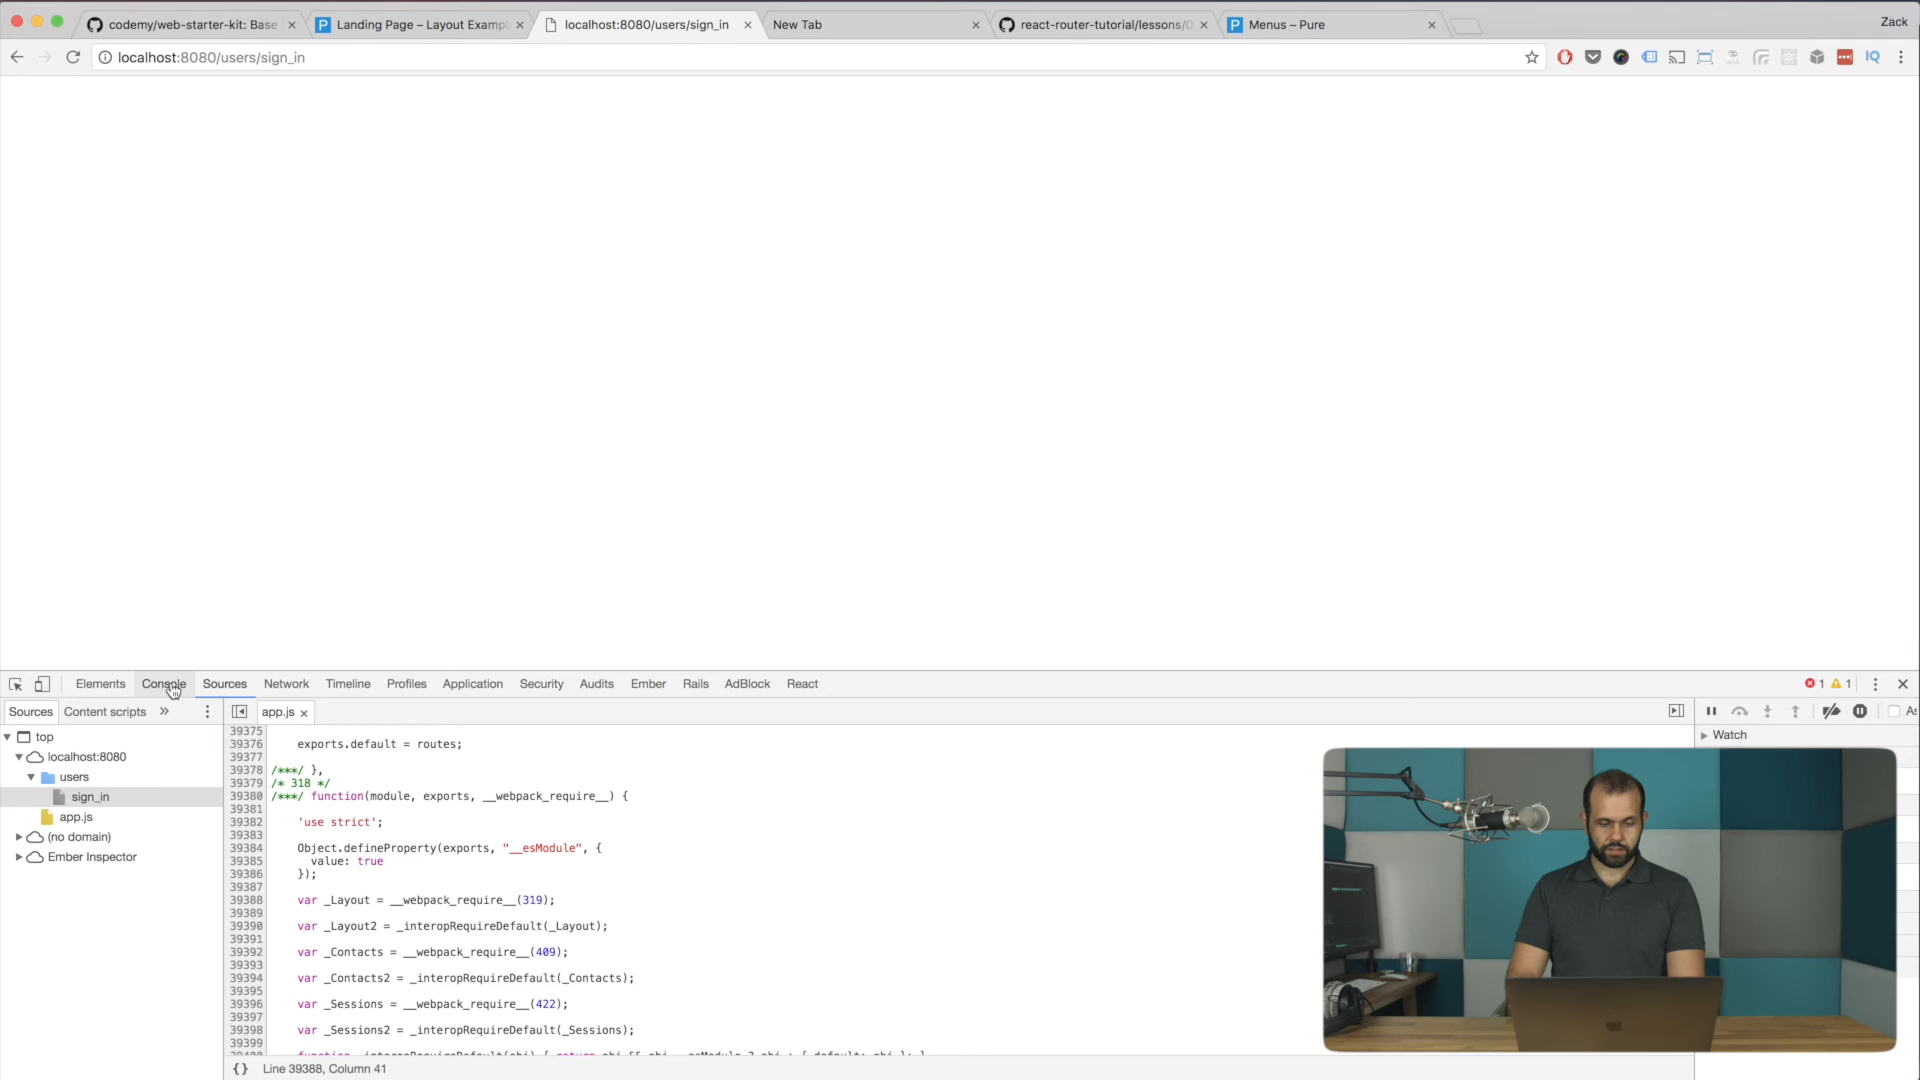 codemy/web-starter-kit: Base
Landing Page – Layout Exampl
localhost:8080/users/sign_in
New Tab
react-router-tutorial/lessons/0
Menus – Pure
Zack
localhost:8080/users/sign_in
IQ
Elements
Console
Sources
Network
Timeline
Profiles
Application
Security
Audits
Ember
Rails
AdBlock
React
1
1
Sources
Content scripts
app.js
As
top
localhost:8080
users
sign_in
app.js
(no domain)
Ember Inspector
Watch
39375
39376 exports.default = routes;
39377
39378 /***/ },
39379 /* 318 */
39380 /***/ function(module, exports, __webpack_require__) {
39381
39382 'use strict';
39383
39384 Object.defineProperty(exports, "__esModule", {
39385 value: true
39386 });
39387
39388 var _Layout = __webpack_require__(319);
39389
39390 var _Layout2 = _interopRequireDefault(_Layout);
39391
39392 var _Contacts = __webpack_require__(409);
39393
39394 var _Contacts2 = _interopRequireDefault(_Contacts);
39395
39396 var _Sessions = __webpack_require__(422);
39397
39398 var _Sessions2 = _interopRequireDefault(_Sessions);
39399
{} Line 39388, Column 41